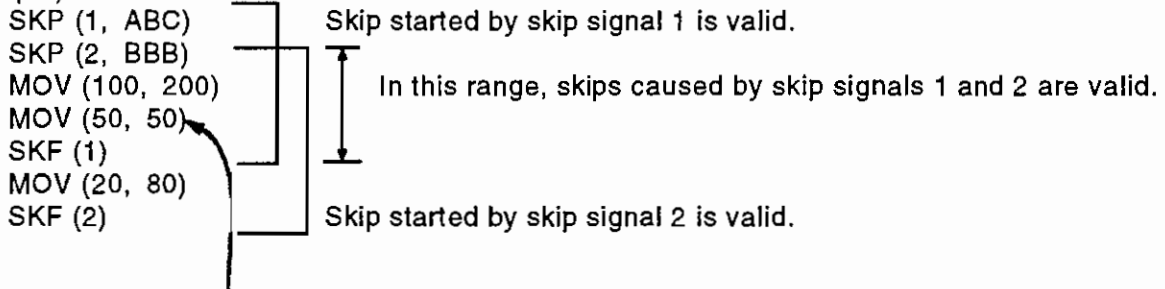 SKP (1, ABC) Skip started by skip signal 1 is valid.
SKP (2, BBB)
MOV (100, 200) In this range, skips caused by skip signals 1 and 2 are valid.
MOV (50, 50)
SKF (1)
MOV (20, 80)
SKF (2) Skip started by skip signal 2 is valid.